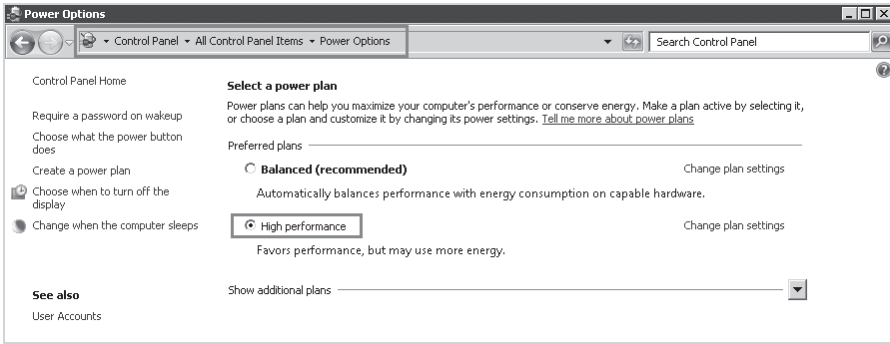 Power Options
Control Panel All Control Panel Items Power Options
Search Control Panel
Control Panel Home
Require a password on wakeup
Choose what the power button
does
Create a power plan
Choose when to turn off the
display
Change when the computer sleeps
See also
User Accounts
Select a power plan
Power plans can help you maximize your computer's performance or conserve energy. Make a plan active by selecting it,
or choose a plan and customize it by changing its power settings. Tell me more about power plans
Preferred plans
Balanced (recommended) Change plan settings
Automatically balances performance with energy consumption on capable hardware.
High performance Change plan settings
Favors performance, but may use more energy.
Show additional plans